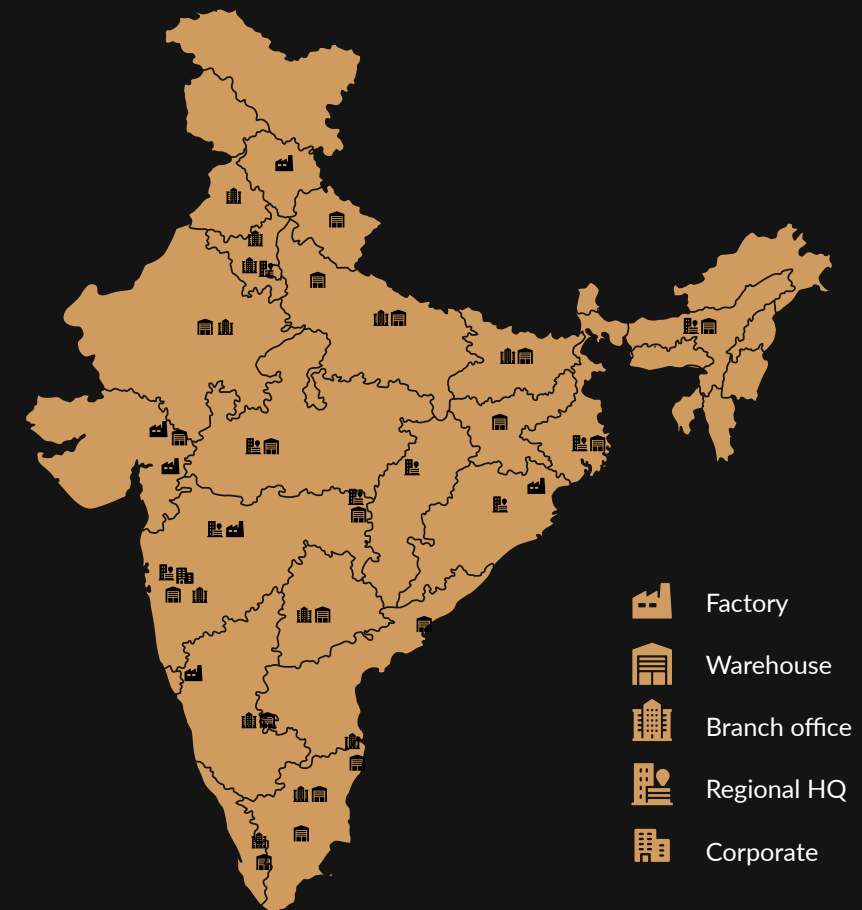 Factory
Warehouse
Branch office
Regional HQ
Corporate